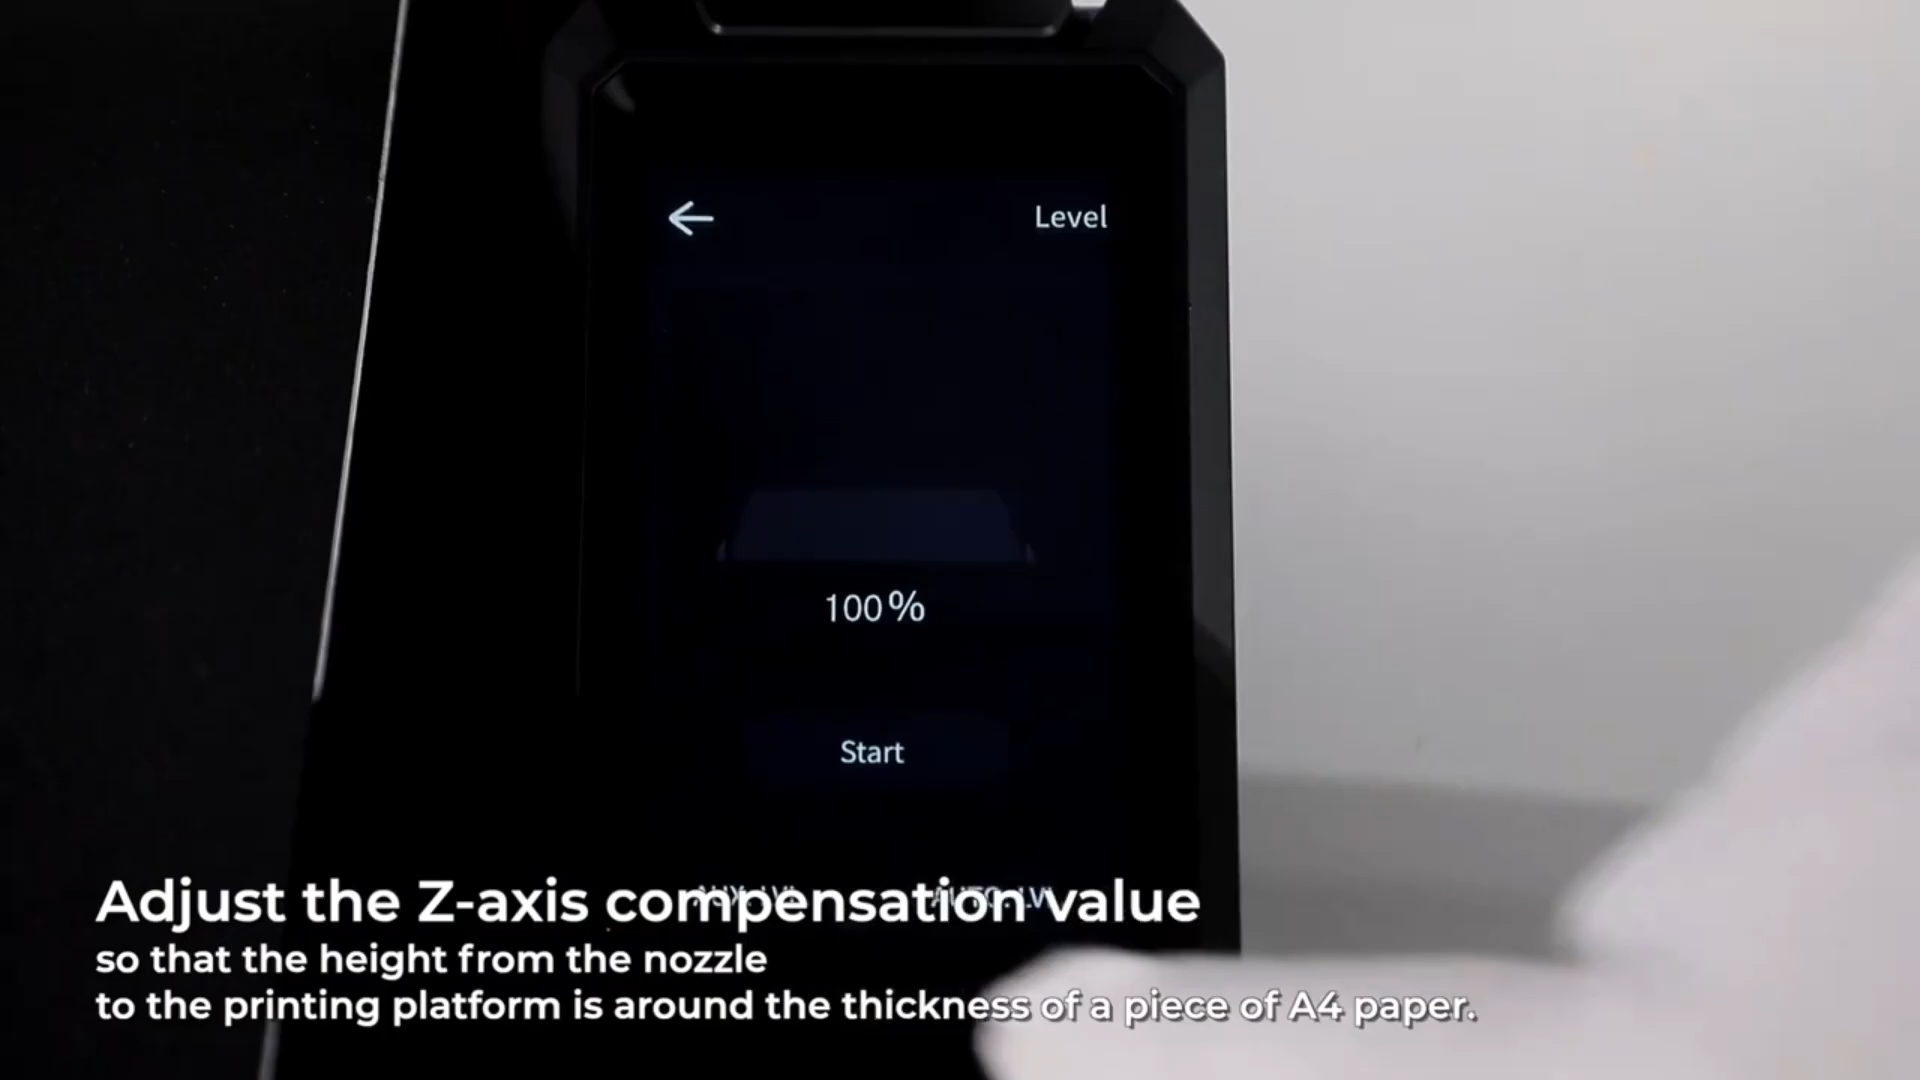 Level
100%
Start
Adjust the Z-axis compensation value
so that the height from the nozzle
to the printing platform is around the thickness of a piece of A4 paper.